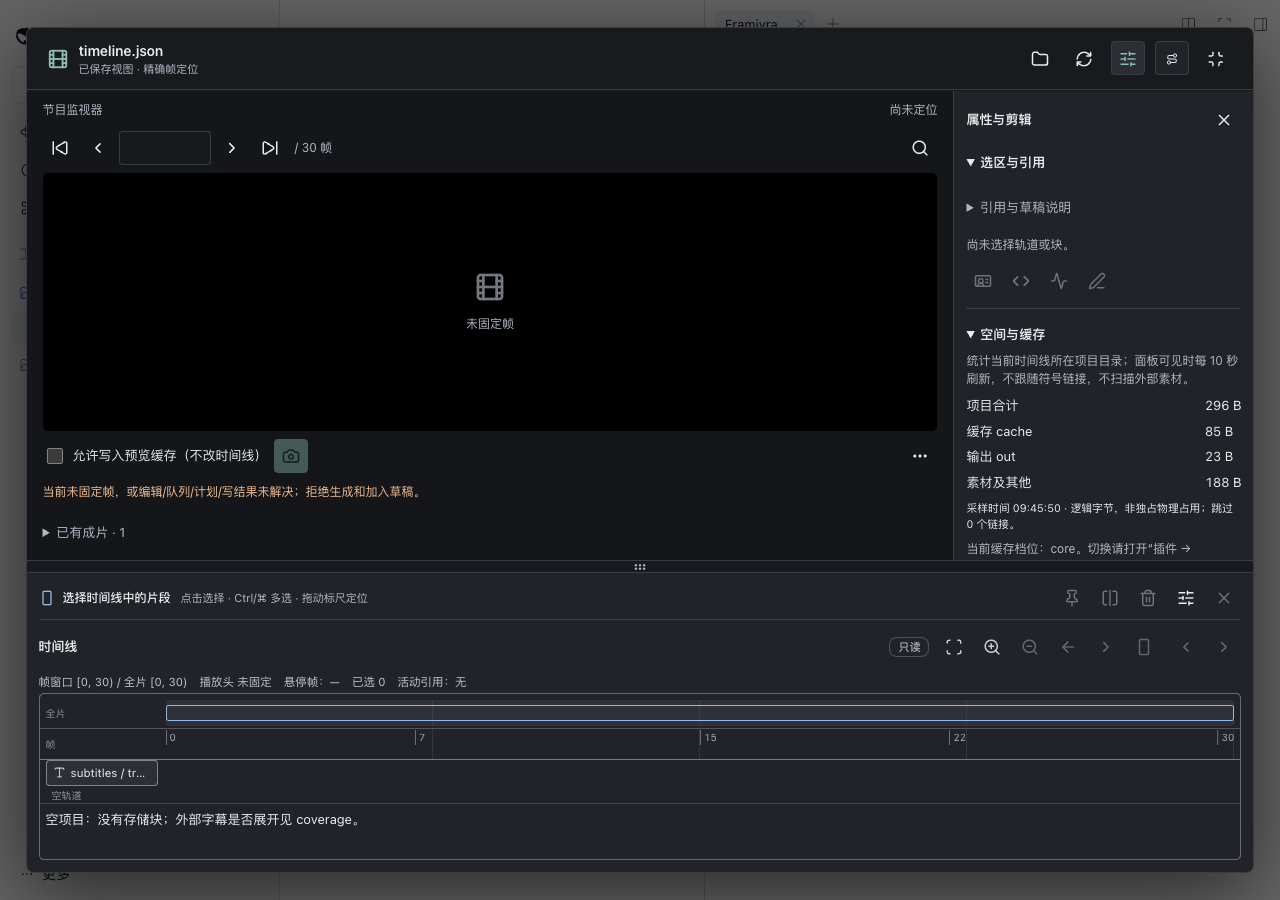 Framivra
timeline.json
已保存视图 · 精确帧定位
节目监视器
尚未定位
/ 30 帧
未固定帧
允许写入预览缓存（不改时间线）
当前未固定帧，或编辑/队列/计划/写结果未解决；拒绝生成和加入草稿。
已有成片 · 1
属性与剪辑
选区与引用
引用与草稿说明
尚未选择轨道或块。
空间与缓存
统计当前时间线所在项目目录；面板可见时每 10 秒
刷新，不跟随符号链接，不扫描外部素材。
项目合计 296 B
缓存 cache 85 B
输出 out 23 B
素材及其他 188 B
采样时间 09:45:50 · 逻辑字节，非独占物理占用；跳过
0 个链接。
当前缓存档位：core。切换请打开“插件 →
选择时间线中的片段 点击选择 · Ctrl/⌘ 多选 · 拖动标尺定位
时间线
只读
帧窗口 [0, 30) / 全片 [0, 30) 播放头 未固定 悬停帧：— 已选 0 活动引用：无
全片
帧 0 7 15 22 30
subtitles / tr...
空轨道
空项目：没有存储块；外部字幕是否展开见 coverage。
更多